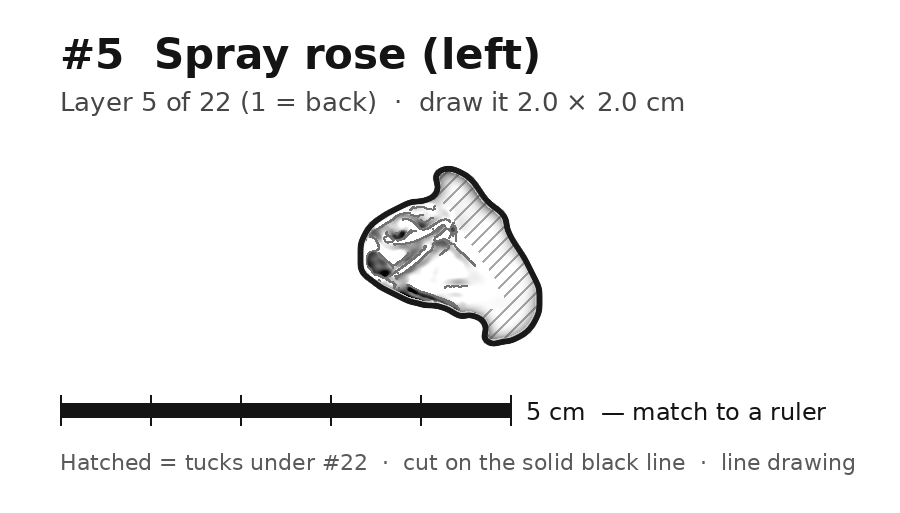 #5 Spray rose (left)
Layer 5 of 22 (1 = back) · draw it 2.0 × 2.0 cm
5 cm — match to a ruler
Hatched = tucks under #22 · cut on the solid black line · line drawing